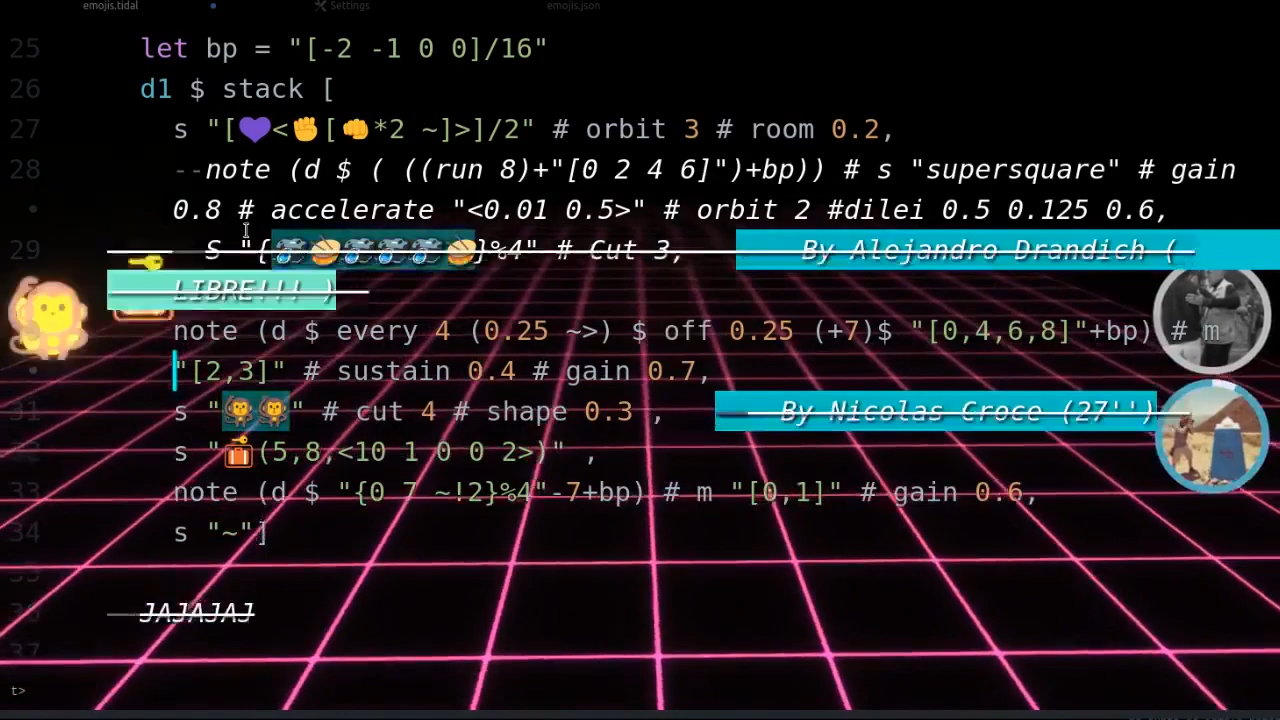 emojis.tidal Settings emojis.json
25 let bp = "[-2 -1 0 0]/16"
26 d1 $ stack [
27 s "[💜<✊[👊*2 ~]>]/2" # orbit 3 # room 0.2,
28 --note (d $ ( ((run 8)+"[0 2 4 6]")+bp)) # s "supersquare" # gain
0.8 # accelerate "<0.01 0.5>" # orbit 2 #dilei 0.5 0.125 0.6,
29 S "{🪨🥁🪨🪨🪨🥁}%4" # Cut 3, By Alejandro Drandich (
LIBRE!!! )
note (d $ every 4 (0.25 ~>) $ off 0.25 (+7)$ "[0,4,6,8]"+bp) # m
"[2,3]" # sustain 0.4 # gain 0.7,
31 s "🐒🐒" # cut 4 # shape 0.3 , By Nicolas Croce (27'')
32 s "🧳(5,8,<10 1 0 0 2>)" ,
33 note (d $ "{0 7 ~!2}%4"-7+bp) # m "[0,1]" # gain 0.6,
34 s "~"]
35
36 JAJAJAJ
37
t>